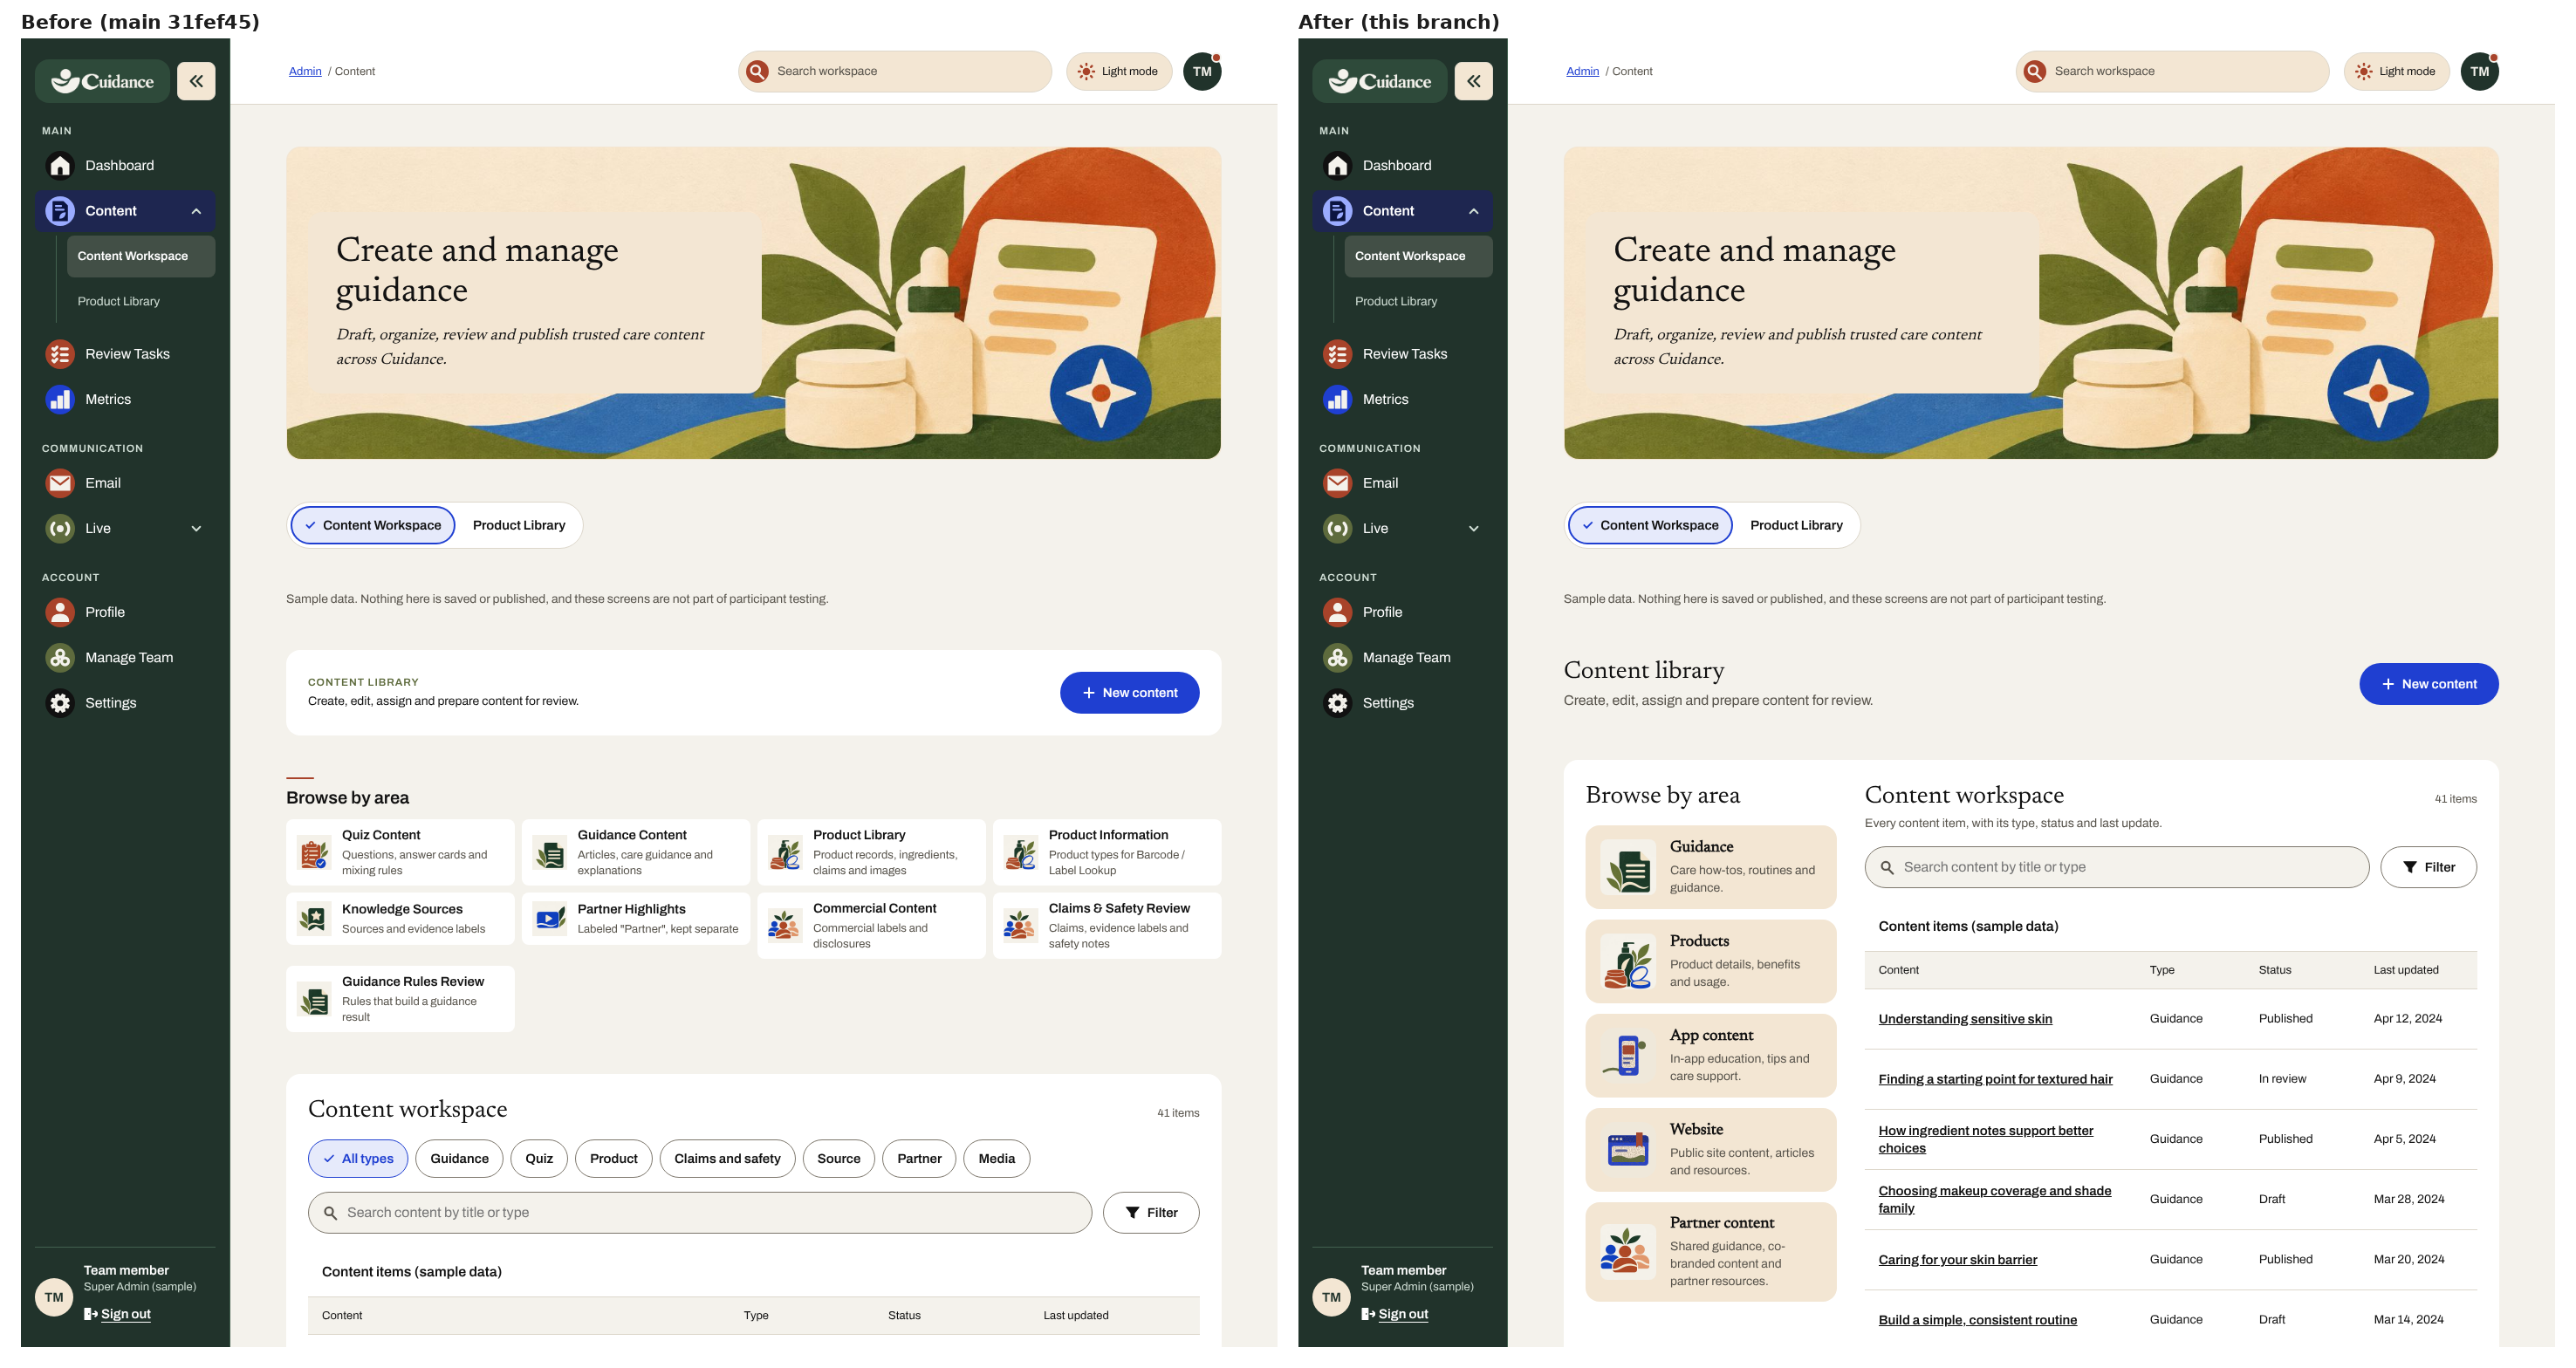 Before (main 31fef45)
Cuidance
Admin / Content
Search workspace
Light mode
TM
MAIN
Dashboard
Content
Content Workspace
Product Library
Review Tasks
Metrics
COMMUNICATION
Email
Live
ACCOUNT
Profile
Manage Team
Settings
TM
Team member
Super Admin (sample)
Sign out
Create and manage
guidance
Draft, organize, review and publish trusted care content
across Cuidance.
Content Workspace
Product Library
Sample data. Nothing here is saved or published, and these screens are not part of participant testing.
CONTENT LIBRARY
Create, edit, assign and prepare content for review.
New content
Browse by area
Quiz Content
Questions, answer cards and
mixing rules
Guidance Content
Articles, care guidance and
explanations
Product Library
Product records, ingredients,
claims and images
Product Information
Product types for Barcode /
Label Lookup
Knowledge Sources
Sources and evidence labels
Partner Highlights
Labeled "Partner", kept separate
Commercial Content
Commercial labels and
disclosures
Claims & Safety Review
Claims, evidence labels and
safety notes
Guidance Rules Review
Rules that build a guidance
result
Content workspace
41 items
All types
Guidance
Quiz
Product
Claims and safety
Source
Partner
Media
Search content by title or type
Filter
Content items (sample data)
Content Type Status Last updated
After (this branch)
Cuidance
Admin / Content
Search workspace
Light mode
TM
MAIN
Dashboard
Content
Content Workspace
Product Library
Review Tasks
Metrics
COMMUNICATION
Email
Live
ACCOUNT
Profile
Manage Team
Settings
TM
Team member
Super Admin (sample)
Sign out
Create and manage
guidance
Draft, organize, review and publish trusted care content
across Cuidance.
Content Workspace
Product Library
Sample data. Nothing here is saved or published, and these screens are not part of participant testing.
Content library
Create, edit, assign and prepare content for review.
New content
Browse by area
Guidance
Care how-tos, routines and
guidance.
Products
Product details, benefits
and usage.
App content
In-app education, tips and
care support.
Website
Public site content, articles
and resources.
Partner content
Shared guidance, co-
branded content and
partner resources.
Content workspace
41 items
Every content item, with its type, status and last update.
Search content by title or type
Filter
Content items (sample data)
Content Type Status Last updated
Understanding sensitive skin Guidance Published Apr 12, 2024
Finding a starting point for textured hair Guidance In review Apr 9, 2024
How ingredient notes support better
choices Guidance Published Apr 5, 2024
Choosing makeup coverage and shade
family Guidance Draft Mar 28, 2024
Caring for your skin barrier Guidance Published Mar 20, 2024
Build a simple, consistent routine Guidance Draft Mar 14, 2024